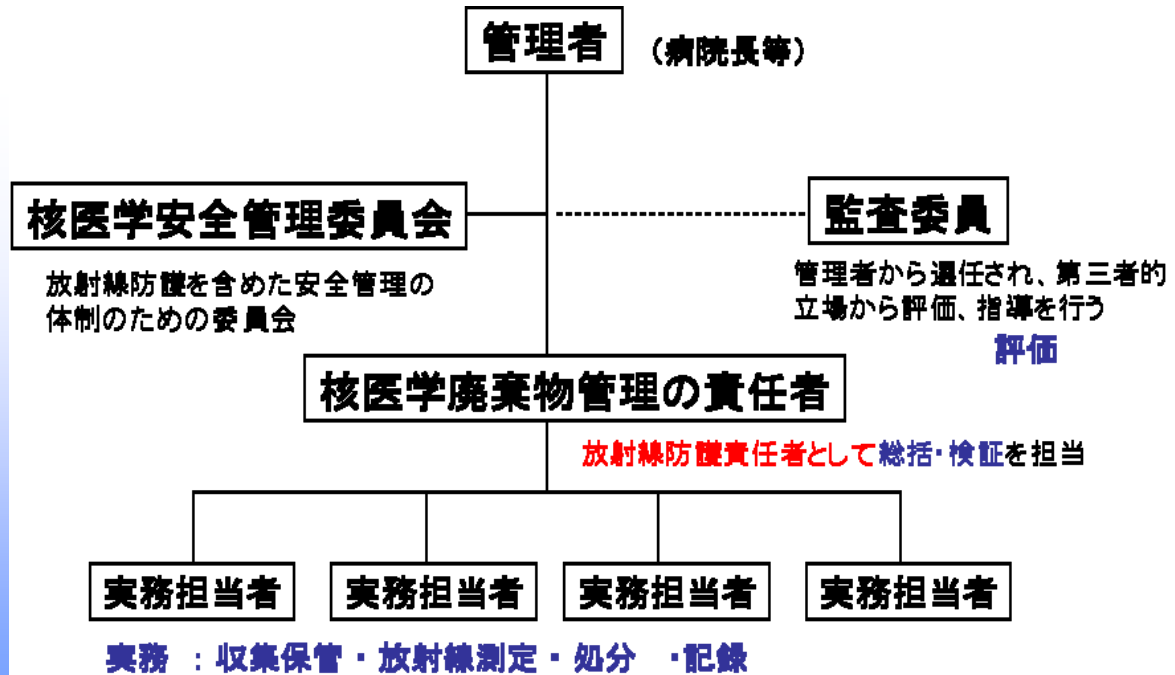 管理者 (病院長等)
核医学安全管理委員会
監査委員
放射線防護を含めた安全管理の
体制のための委員会
管理者から選任され、第三者的
立場から評価、指導を行う
評価
核医学廃棄物管理の責任者
放射線防護責任者として総括・検証を担当
実務担当者 実務担当者 実務担当者 実務担当者
実務 : 収集保管 ・ 放射線測定 ・ 処分 ・記録